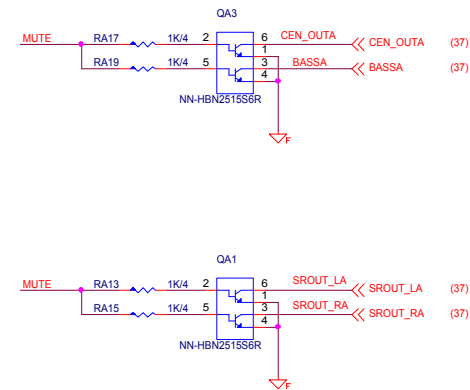 QA3
MUTE RA17 1K/4 2 6 CEN_OUTA CEN_OUTA (37)
1
RA19 1K/4 5 3 BASSA BASSA (37)
4
NN-HBN2515S6R
F
QA1
MUTE RA13 1K/4 2 6 SROUT_LA SROUT_LA (37)
1
RA15 1K/4 5 3 SROUT_RA SROUT_RA (37)
4
NN-HBN2515S6R
F